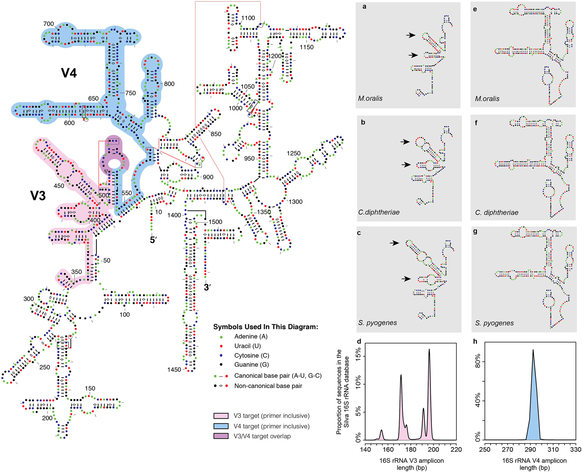 700
V4
800
650
750
600
V3
450
500
550
350
50
10
5′
300
100
250
150
200
850
900
950
1000
1050
1100
1150
1200
1250
1300
1350
1400
1500
3′
1450
Symbols Used In This Diagram:
Adenine (A)
Uracil (U)
Cytosine (C)
Guanine (G)
Canonical base pair (A-U, G-C)
Non-canonical base pair
V3 target (primer inclusive)
V4 target (primer inclusive)
V3/V4 target overlap
a
M.oralis
b
C.diphtheriae
c
S. pyogenes
e
M.oralis
f
C.diphtheriae
g
S.pyogenes
d
Proportion of sequences in the
Silva 16S rRNA database
15%
10%
5%
0
140 160 180 200
16S rRNA V3 amplicon
length (bp)
h
80%
40%
0
250 270 290 310 330
16S rRNA V4 amplicon
length (bp)